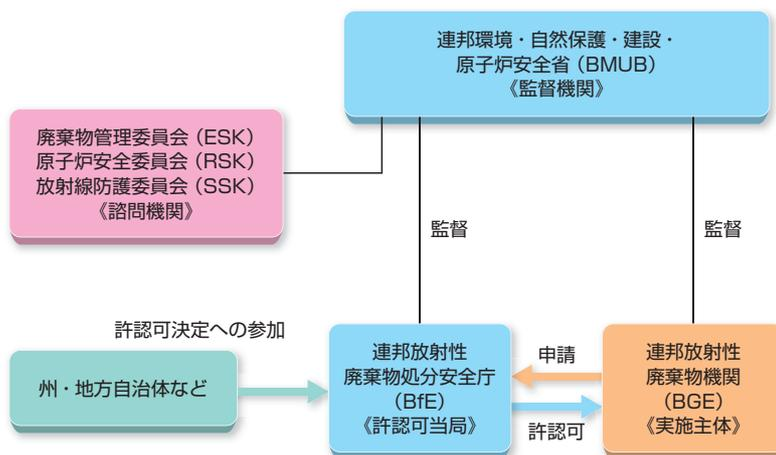 連邦環境・自然保護・建設・
原子炉安全省(BMUB)
《監督機関》
廃棄物管理委員会(ESK)
原子炉安全委員会(RSK)
放射線防護委員会(SSK)
《諮問機関》
監督
監督
許認可決定への参加
州・地方自治体など
連邦放射性
廃棄物処分安全庁
(BfE)
《許認可当局》
申請
許認可
連邦放射性
廃棄物機関
(BGE)
《実施主体》